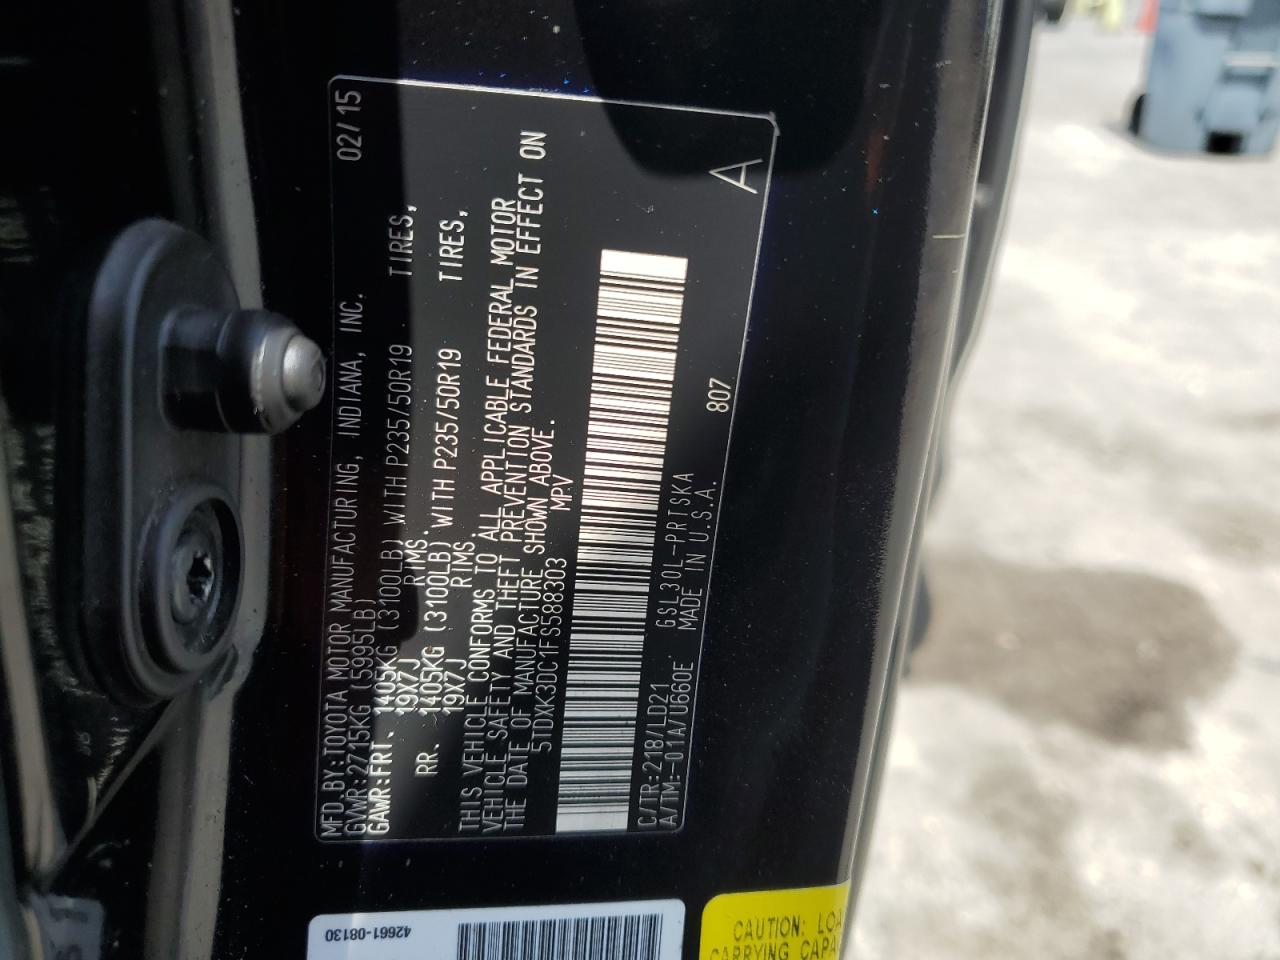 MFD.BY:TOYOTA MOTOR MANUFACTURING, INDIANA, INC. 02/15
GVWR:2715KG (5995LB)
GAWR:FRT. 1405KG (3100LB) WITH P235/50R19 TIRES,
19X7J RIMS.
RR. 1405KG (3100LB) WITH P235/50R19 TIRES,
19X7J RIMS.
THIS VEHICLE CONFORMS TO ALL APPLICABLE FEDERAL MOTOR
VEHICLE SAFETY AND THEFT PREVENTION STANDARDS IN EFFECT ON
THE DATE OF MANUFACTURE SHOWN ABOVE.
5TDXK3DC1FS588303 MPV
C/TR:218/LD21 GSL30L-PRTSKA 807 A
A/TM:-01A/U660E MADE IN U.S.A.
42661-08130
CAUTION:
CARRYING